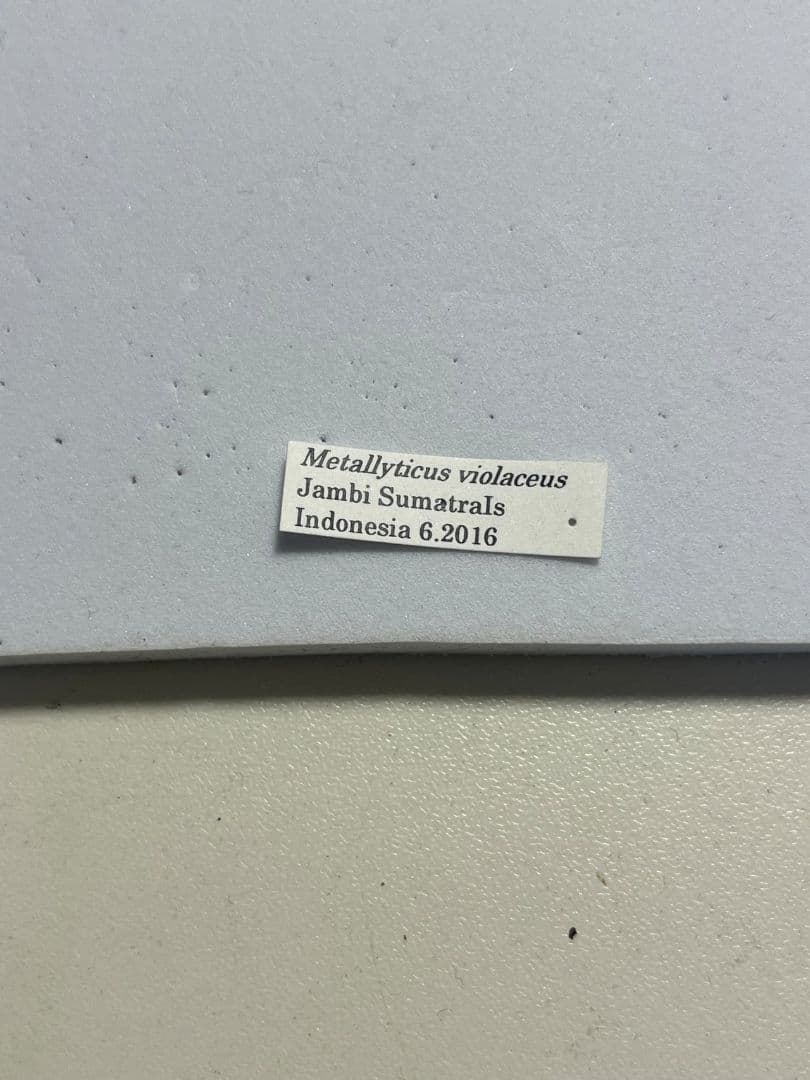 Metallyticus violaceus
Jambi SumatraIs
Indonesia 6.2016